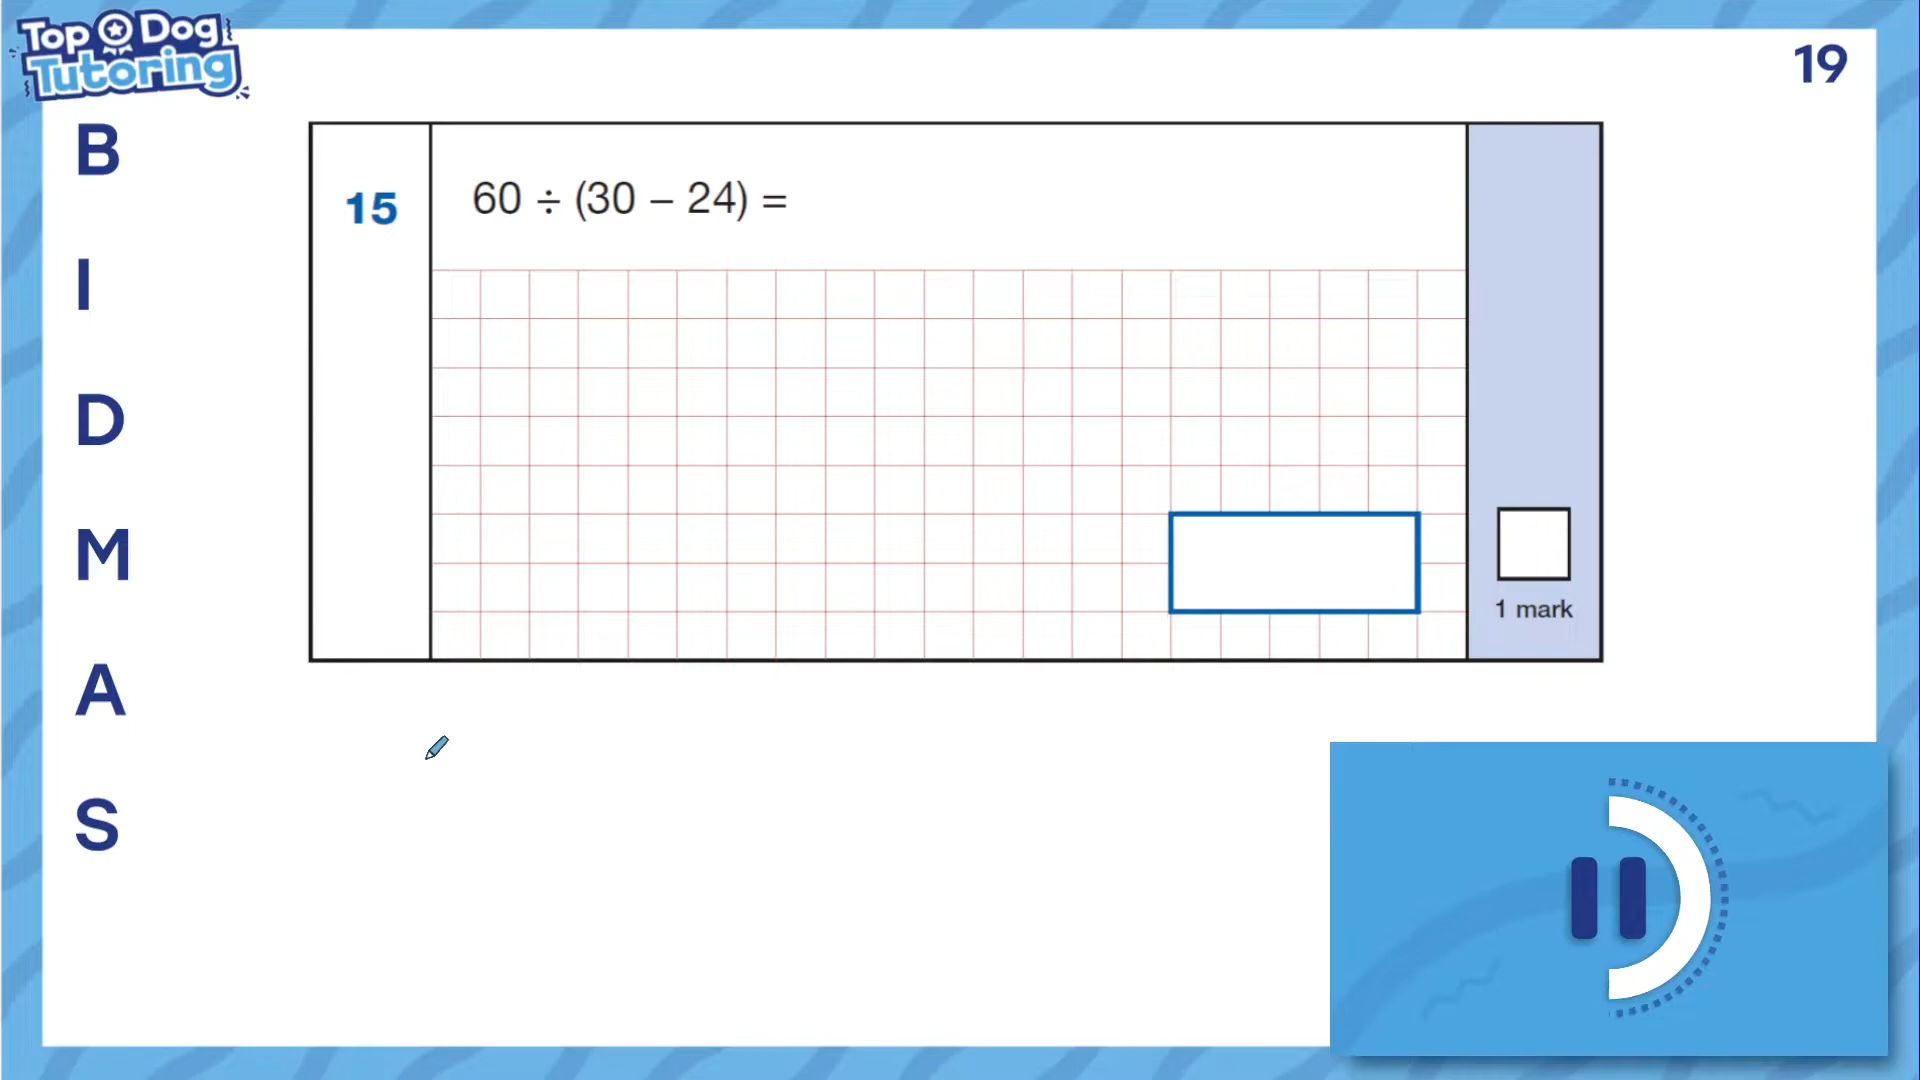 Top Dog
Tutoring
19
B
I
D
M
A
S
15
60 ÷ (30 – 24) =
1 mark